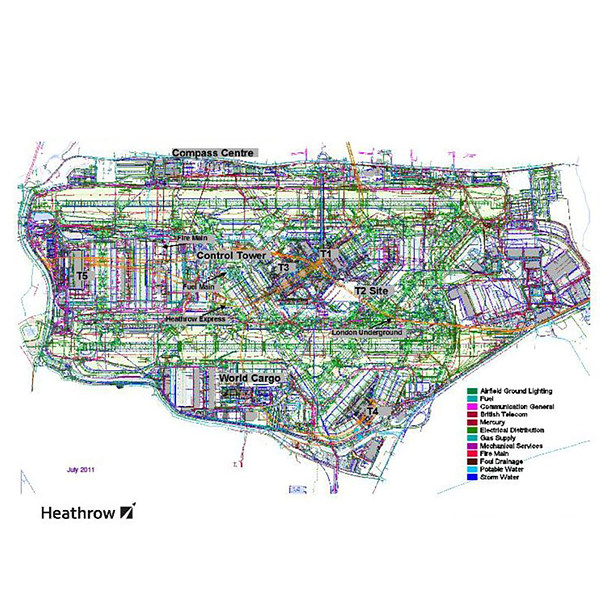 Compass Centre
Fire Main
Control Tower
T1
T3
T5
Fuel Main
T2 Site
Heathrow Express
London Underground
World Cargo
T4
Airfield Ground Lighting
Fuel
Communication General
British Telecom
Mercury
Electrical Distribution
Gas Supply
Mechanical Services
Fire Main
Foul Drainage
Potable Water
Storm Water
July 2011
Heathrow